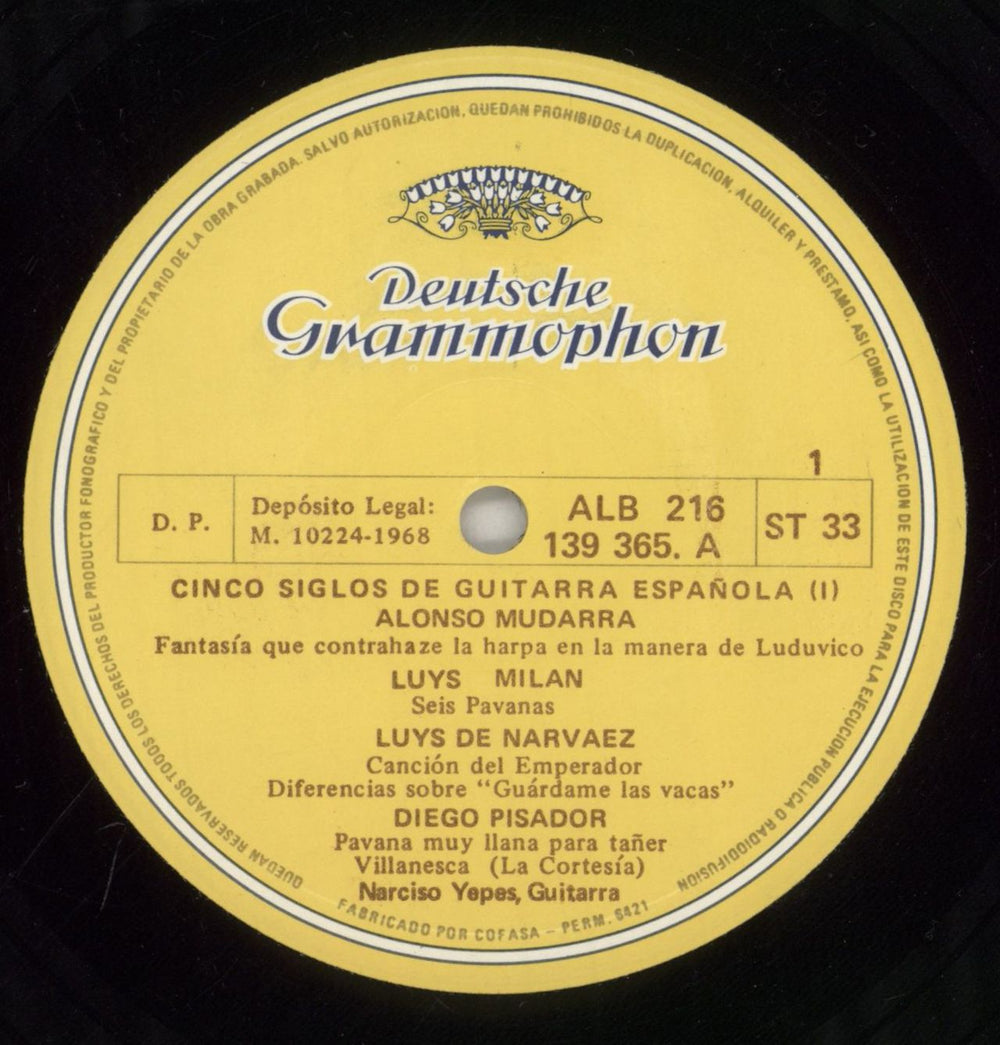 QUEDAN RESERVADOS TODOS LOS DERECHOS DEL PRODUCTOR FONOGRAFICO Y DEL PROPIETARIO DE LA OBRA GRABADA. SALVO AUTORIZACION, QUEDAN PROHIBIDOS LA DUPLICACION, ALQUILER Y PRESTAMO, ASI COMO LA UTILIZACION DE ESTE DISCO PARA LA EJECUCION PUBLICA O RADIODIFUSION
Deutsche
Grammophon
1
D. P.
Depósito Legal:
M. 10224-1968
ALB 216
139 365. A
ST 33
CINCO SIGLOS DE GUITARRA ESPAÑOLA (I)
ALONSO MUDARRA
Fantasía que contrahaze la harpa en la manera de Luduvico
LUYS MILAN
Seis Pavanas
LUYS DE NARVAEZ
Canción del Emperador
Diferencias sobre “Guárdame las vacas”
DIEGO PISADOR
Pavana muy llana para tañer
Villanesca (La Cortesía)
Narciso Yepes, Guitarra
FABRICADO POR COFASA - PERM. 6421